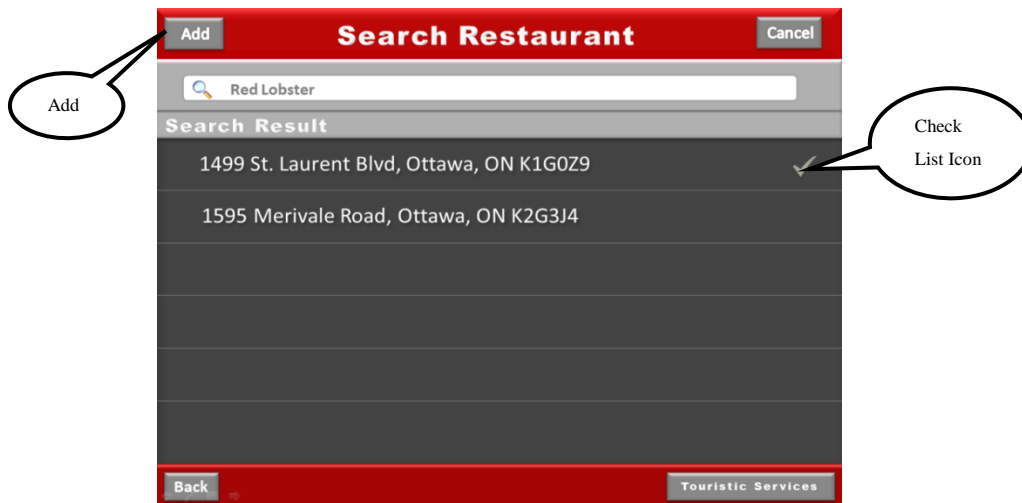 Add Search Restaurant Cancel
Add
Red Lobster
Search Result
Check
List Icon
1499 St. Laurent Blvd, Ottawa, ON K1G0Z9
1595 Merivale Road, Ottawa, ON K2G3J4
Back Touristic Services